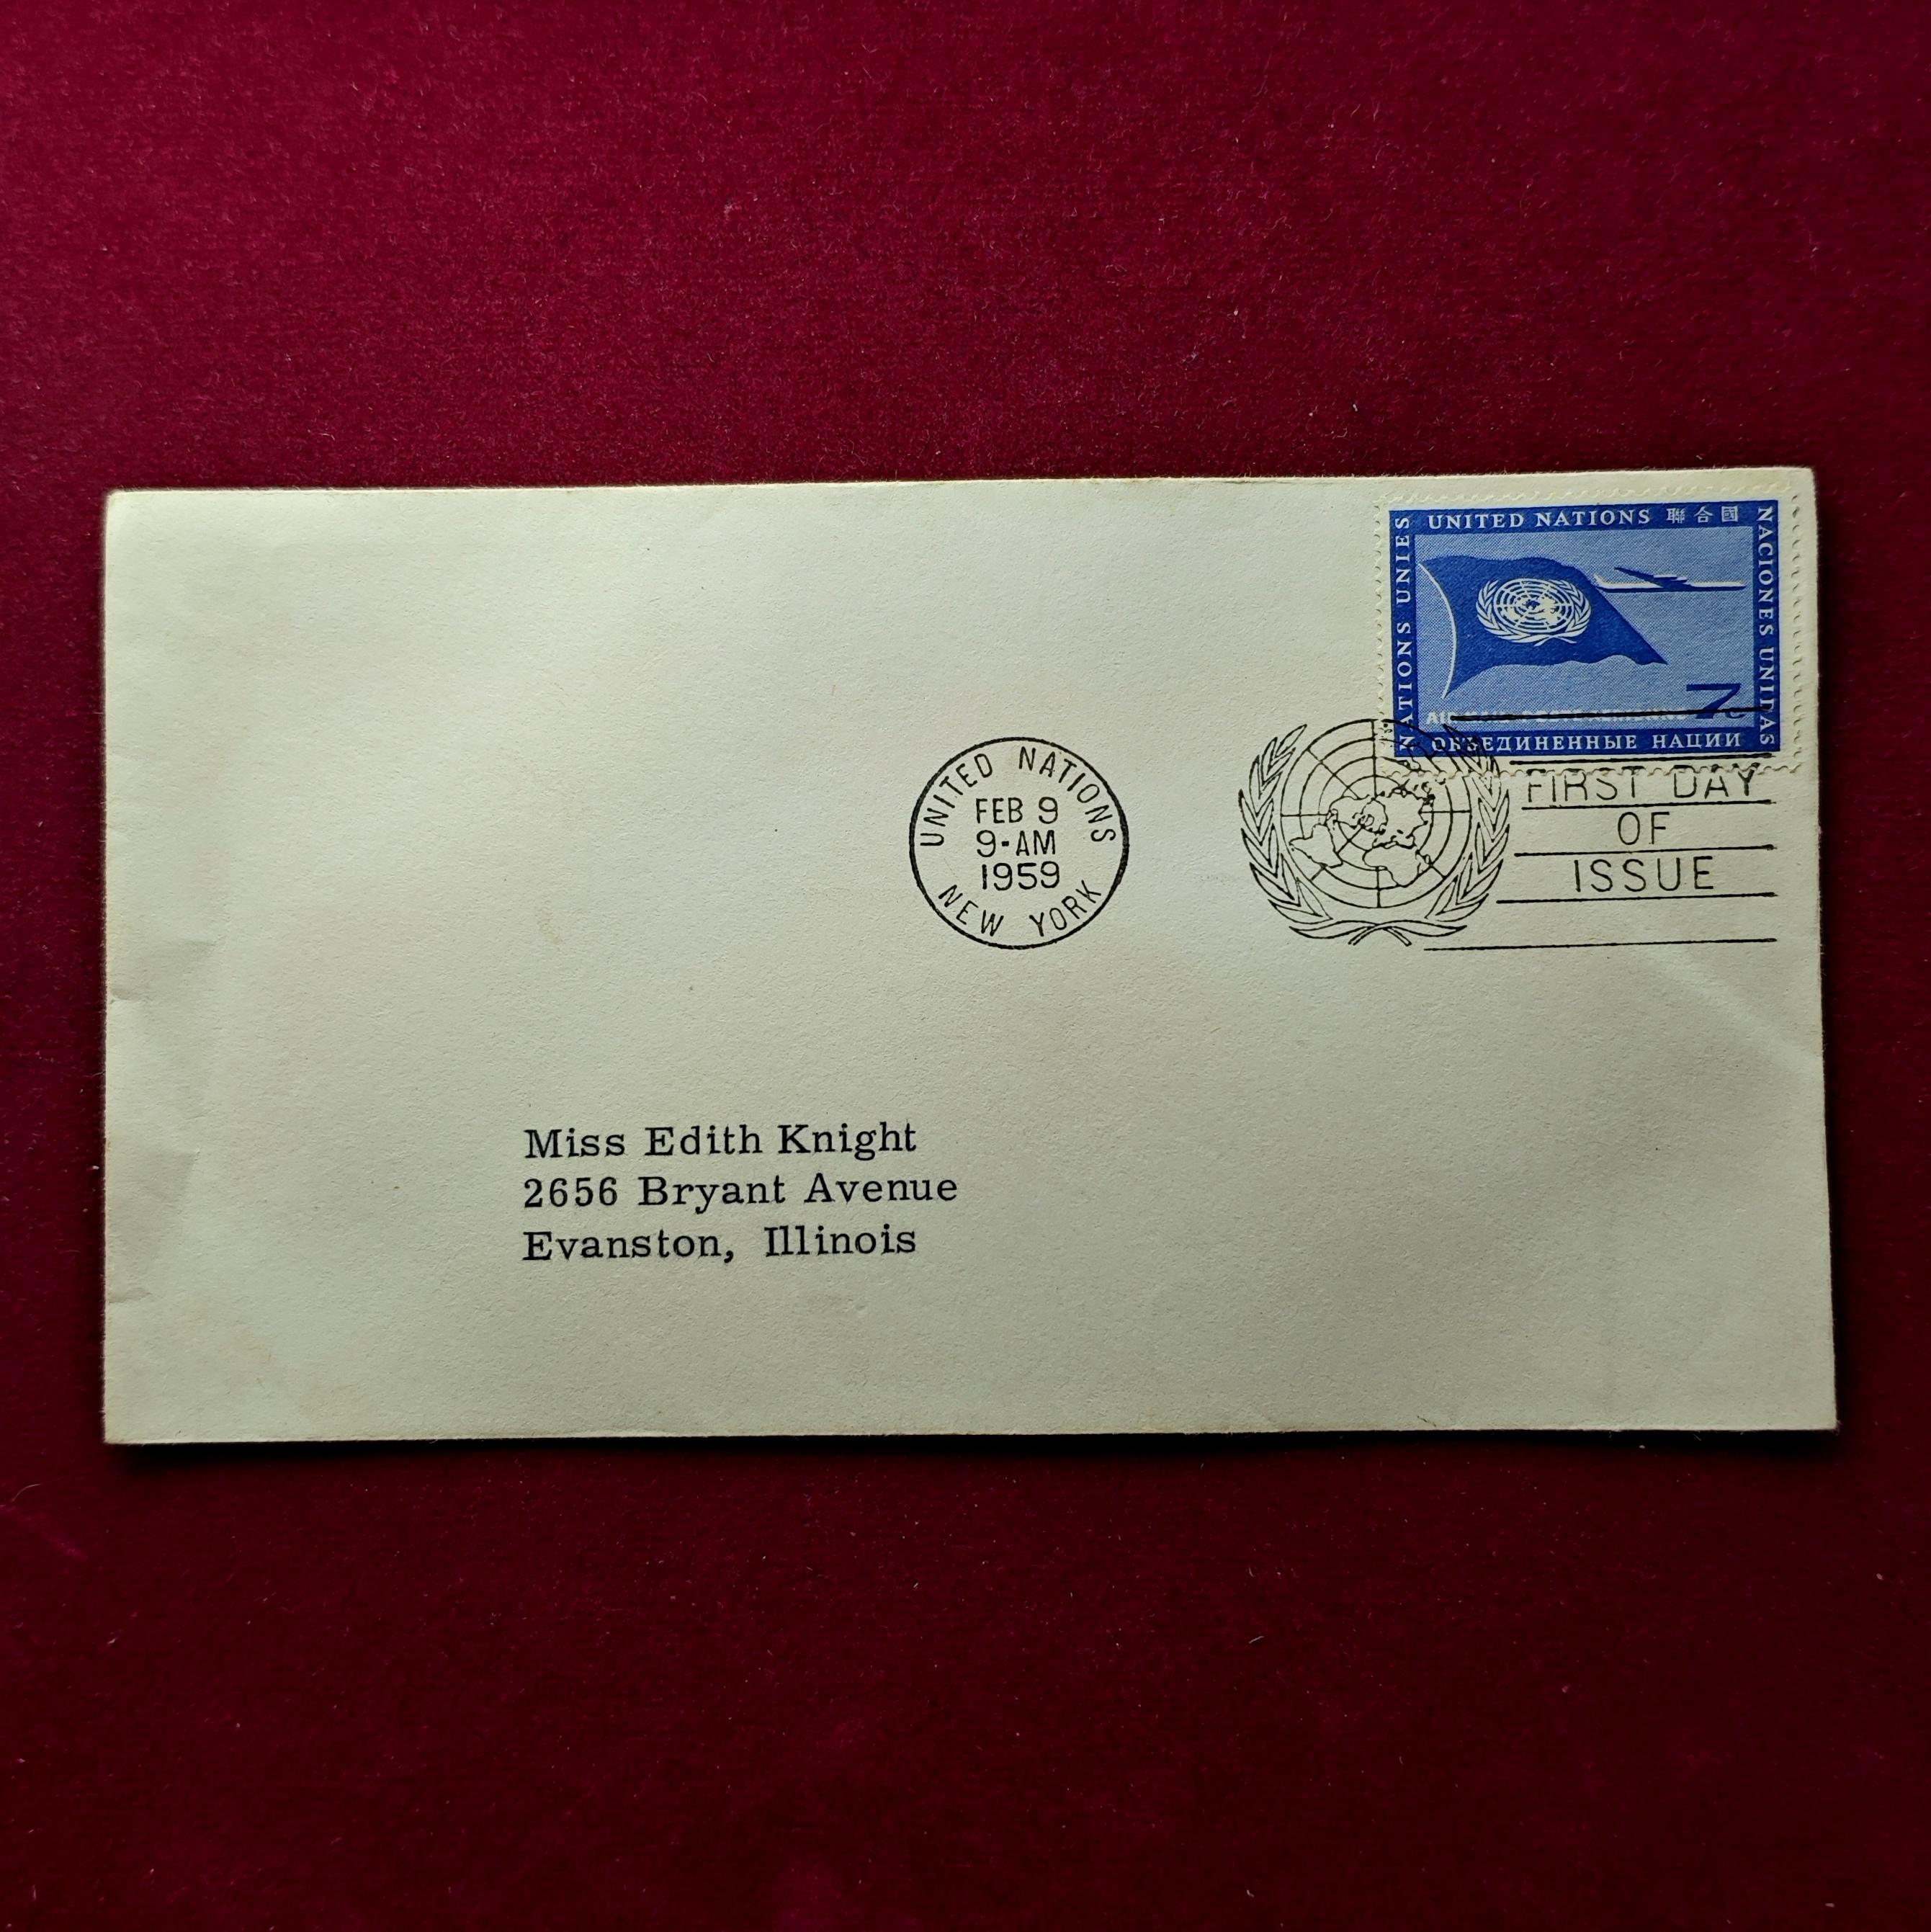 UNITED NATIONS 聯合國
NATIONS UNIES
NACIONES UNIDAS
7c
ОБЪЕДИНЕННЫЕ НАЦИИ
UNITED NATIONS
FEB 9
9-AM
1959
NEW YORK
FIRST DAY
OF
ISSUE
Miss Edith Knight
2656 Bryant Avenue
Evanston, Illinois